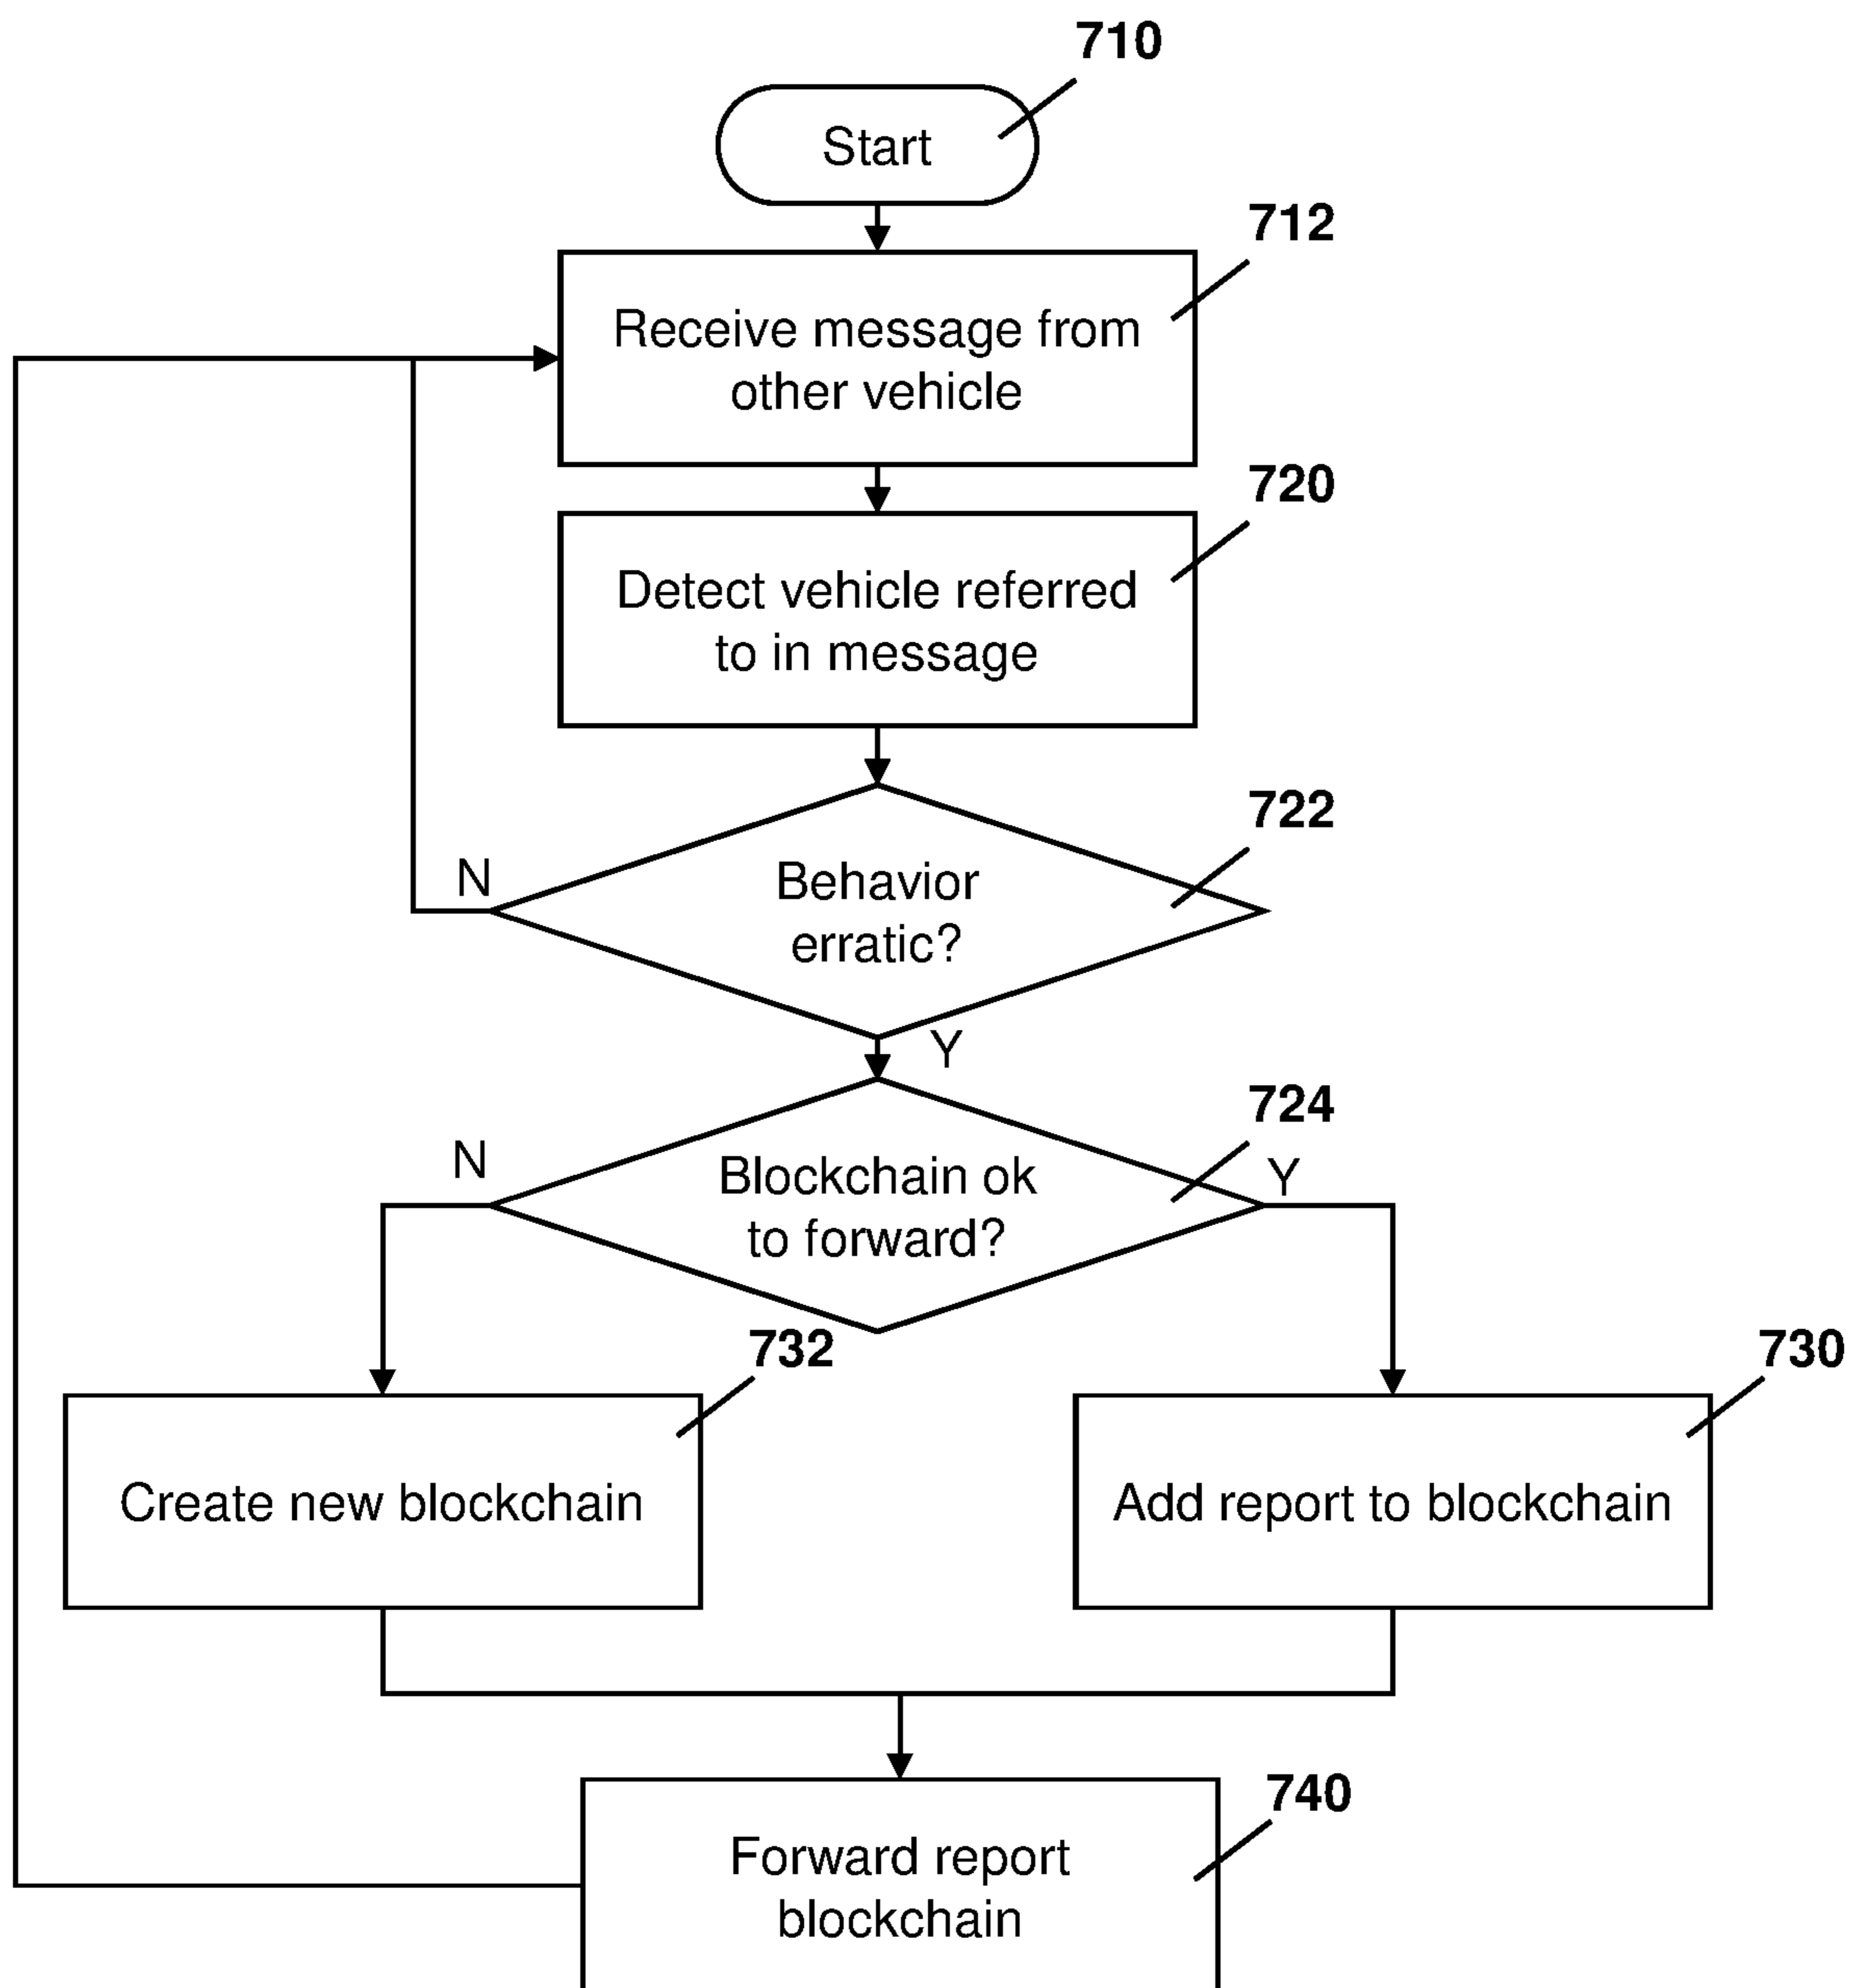 710
Start
712
Receive message from
other vehicle
720
Detect vehicle referred
to in message
722
Behavior
erratic?
N
Y
724
Blockchain ok
to forward?
N
Y
732
Create new blockchain
730
Add report to blockchain
740
Forward report
blockchain